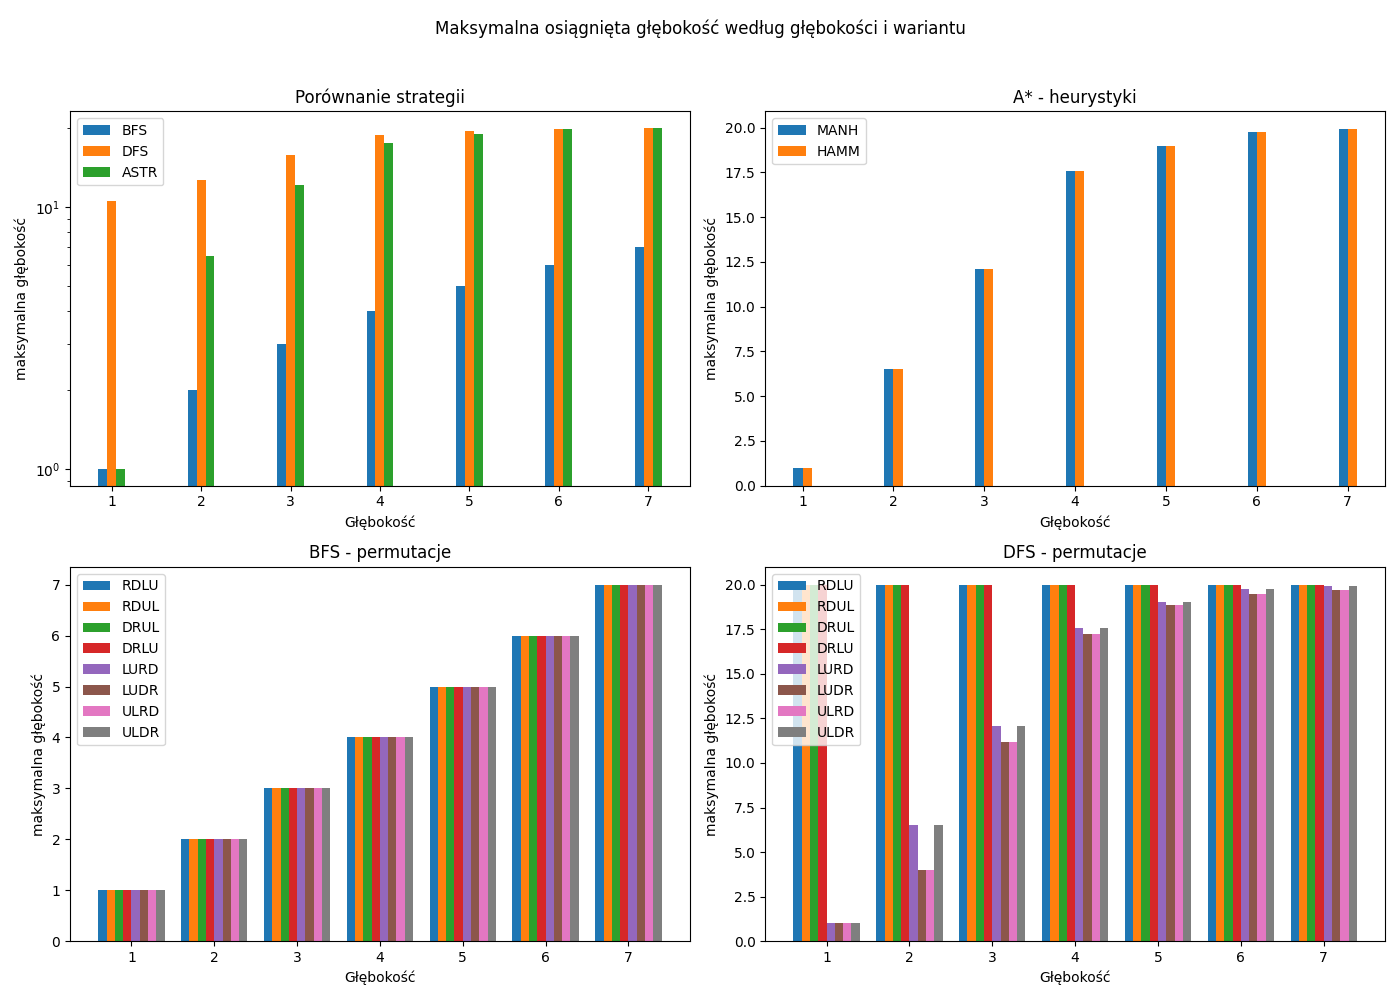 Maksymalna osiągnięta głębokość według głębokości i wariantu
Porównanie strategii
BFS
DFS
ASTR
10¹
10⁰
maksymalna głębokość
1 2 3 4 5 6 7
Głębokość
A* - heurystyki
MANH
HAMM
20.0
17.5
15.0
12.5
10.0
7.5
5.0
2.5
0.0
maksymalna głębokość
1 2 3 4 5 6 7
Głębokość
BFS - permutacje
RDLU
RDUL
DRUL
DRLU
LURD
LUDR
ULRD
ULDR
7
6
5
4
3
2
1
0
maksymalna głębokość
1 2 3 4 5 6 7
Głębokość
DFS - permutacje
RDLU
RDUL
DRUL
DRLU
LURD
LUDR
ULRD
ULDR
20.0
17.5
15.0
12.5
10.0
7.5
5.0
2.5
0.0
maksymalna głębokość
1 2 3 4 5 6 7
Głębokość